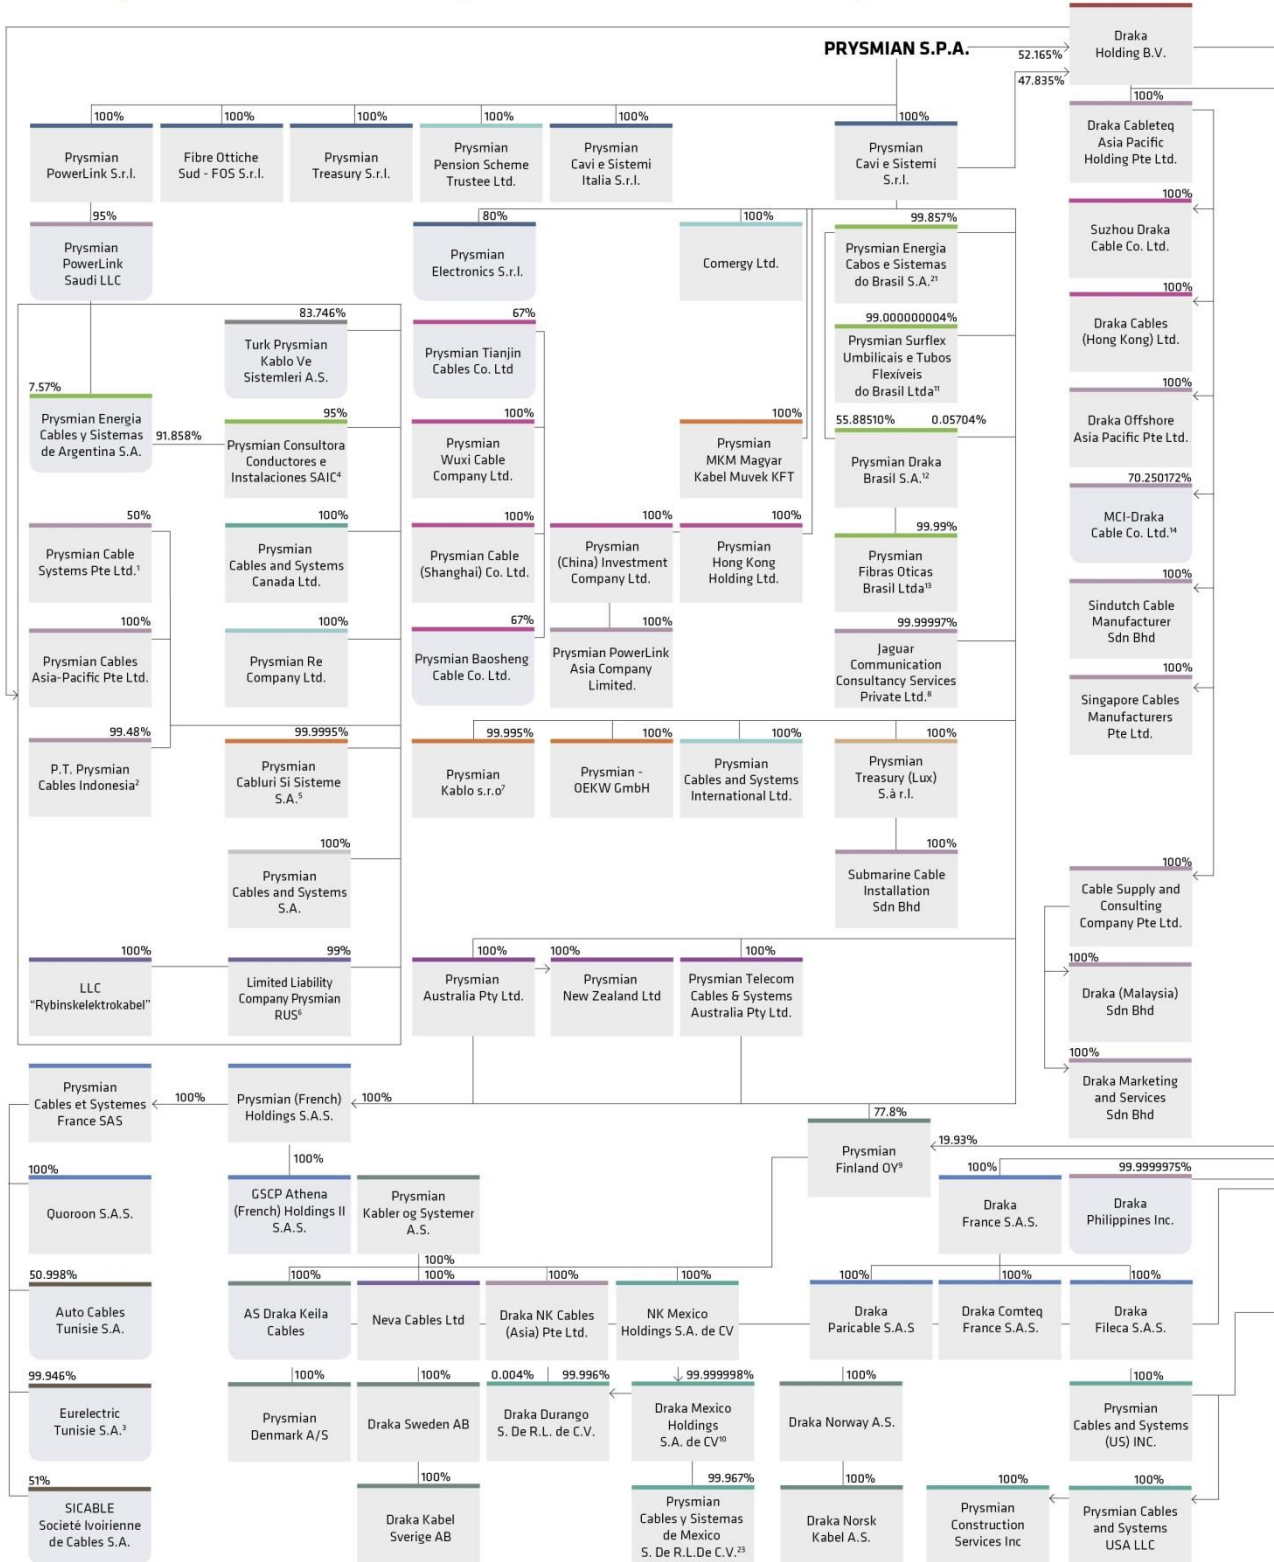 PRYSMIAN S.P.A.
52.165%
47.835%
Draka
Holding B.V.
100%
Prysmian
PowerLink S.r.l.
100%
Fibre Ottiche
Sud - FOS S.r.l.
100%
Prysmian
Treasury S.r.l.
100%
Prysmian
Pension Scheme
Trustee Ltd.
100%
Prysmian
Cavi e Sistemi
Italia S.r.l.
100%
Prysmian
Cavi e Sistemi
S.r.l.
100%
Draka Cableteq
Asia Pacific
Holding Pte Ltd.
95%
Prysmian
PowerLink
Saudi LLC
80%
Prysmian
Electronics S.r.l.
100%
Comergy Ltd.
99.857%
Prysmian Energia
Cabos e Sistemas
do Brasil S.A.²¹
100%
Suzhou Draka
Cable Co. Ltd.
83.746%
Turk Prysmian
Kablo Ve
Sistemleri A.S.
67%
Prysmian Tianjin
Cables Co. Ltd
99.000000004%
Prysmian Surflex
Umbilicais e Tubos
Flexíveis
do Brasil Ltda¹¹
100%
Draka Cables
(Hong Kong) Ltd.
7.57%
Prysmian Energia
Cables y Sistemas
de Argentina S.A.
91.858%
95%
Prysmian Consultora
Conductores e
Instalaciones SAIC⁴
100%
Prysmian
Wuxi Cable
Company Ltd.
100%
Prysmian
MKM Magyar
Kabel Muvek KFT
55.88510%
0.05704%
Prysmian Draka
Brasil S.A.¹²
100%
Draka Offshore
Asia Pacific Pte Ltd.
50%
Prysmian Cable
Systems Pte Ltd.¹
100%
Prysmian
Cables and Systems
Canada Ltd.
100%
Prysmian Cable
(Shanghai) Co. Ltd.
100%
Prysmian
(China) Investment
Company Ltd.
100%
Prysmian
Hong Kong
Holding Ltd.
99.99%
Prysmian
Fibras Oticas
Brasil Ltda¹³
70.250172%
MCI-Draka
Cable Co. Ltd.¹⁴
100%
Prysmian Cables
Asia-Pacific Pte Ltd.
100%
Prysmian Re
Company Ltd.
67%
Prysmian Baosheng
Cable Co. Ltd.
100%
Prysmian PowerLink
Asia Company
Limited.
99.99997%
Jaguar
Communication
Consultancy Services
Private Ltd.⁸
100%
Sindutch Cable
Manufacturer
Sdn Bhd
100%
Singapore Cables
Manufacturers
Pte Ltd.
99.48%
P.T. Prysmian
Cables Indonesia²
99.9995%
Prysmian
Cabluri Si Sisteme
S.A.⁵
99.995%
Prysmian
Kablo s.r.o⁷
100%
Prysmian -
OEKW GmbH
100%
Prysmian
Cables and Systems
International Ltd.
100%
Prysmian
Treasury (Lux)
S.à r.l.
100%
Prysmian
Cables and Systems
S.A.
100%
Submarine Cable
Installation
Sdn Bhd
100%
Cable Supply and
Consulting
Company Pte Ltd.
100%
LLC
"Rybinskelektrokabel"
99%
Limited Liability
Company Prysmian
RUS⁶
100%
Prysmian
Australia Pty Ltd.
100%
Prysmian
New Zealand Ltd
100%
Prysmian Telecom
Cables & Systems
Australia Pty Ltd.
100%
Draka (Malaysia)
Sdn Bhd
100%
Draka Marketing
and Services
Sdn Bhd
Prysmian
Cables et Systemes
France SAS
100%
Prysmian (French)
Holdings S.A.S.
100%
77.8%
Prysmian
Finland OY⁹
19.93%
100%
Quoroon S.A.S.
100%
GSCP Athena
(French) Holdings II
S.A.S.
Prysmian
Kabler og Systemer
A.S.
100%
100%
Draka
France S.A.S.
99.9999975%
Draka
Philippines Inc.
50.998%
Auto Cables
Tunisie S.A.
100%
AS Draka Keila
Cables
100%
Neva Cables Ltd
100%
Draka NK Cables
(Asia) Pte Ltd.
100%
NK Mexico
Holdings S.A. de CV
100%
Draka
Paricable S.A.S
100%
Draka Comteq
France S.A.S.
100%
Draka
Fileca S.A.S.
99.946%
Eurelectric
Tunisie S.A.³
100%
Prysmian
Denmark A/S
100%
Draka Sweden AB
0.004%
99.996%
Draka Durango
S. De R.L. de C.V.
99.999998%
Draka Mexico
Holdings
S.A. de CV¹⁰
100%
Draka Norway A.S.
100%
Prysmian
Cables and Systems
(US) INC.
51%
SICABLE
Societé Ivoirienne
de Cables S.A.
100%
Draka Kabel
Sverige AB
99.967%
Prysmian
Cables y Sistemas
de Mexico
S. De R.L.De C.V.²³
100%
Draka Norsk
Kabel A.S.
100%
Prysmian
Construction
Services Inc
100%
Prysmian Cables
and Systems
USA LLC